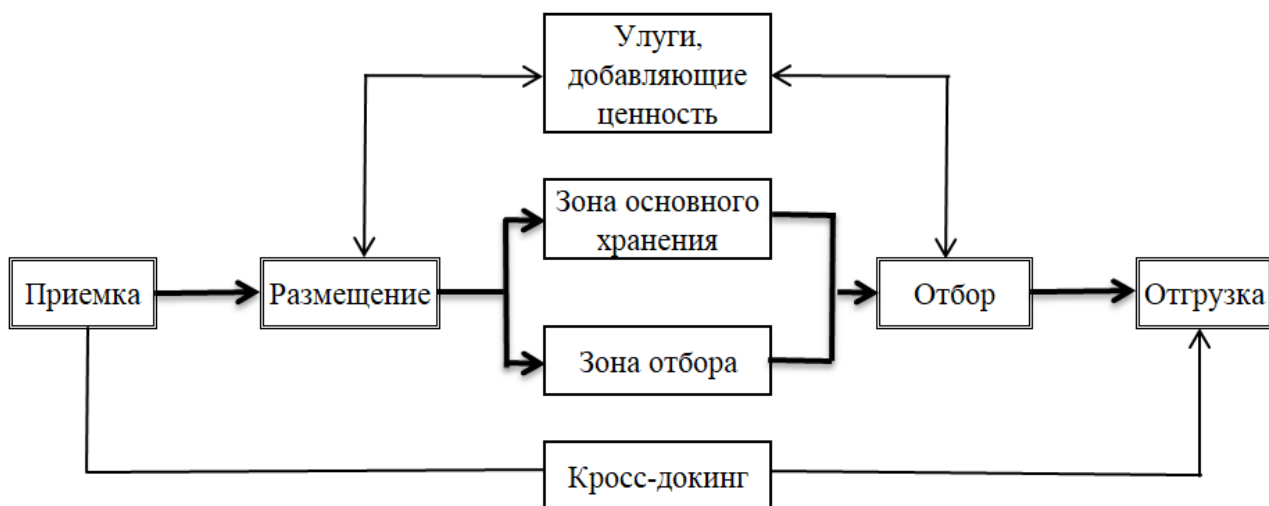 Улуги,
добавляющие
ценность
Зона основного
хранения
Приемка
Размещение
Отбор
Отгрузка
Зона отбора
Кросс-докинг